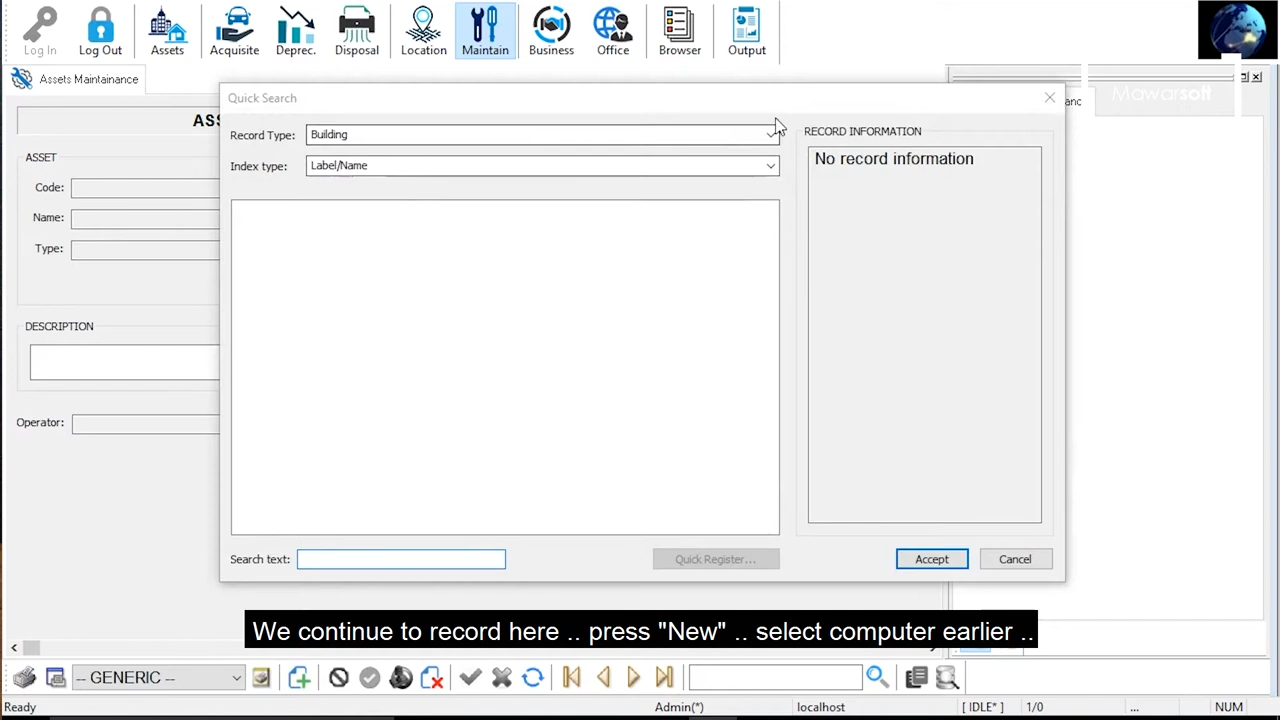 Log In
Log Out
Assets
Acquisite
Deprec.
Disposal
Location
Maintain
Business
Office
Browser
Output
Assets Maintainance
Mawarsoft
Quick Search
Record Type:
Building
Index type:
Label/Name
RECORD INFORMATION
No record information
ASSET
Code:
Name:
Type:
DESCRIPTION
Operator:
Search text:
Quick Register...
Accept
Cancel
We continue to record here .. press "New" .. select computer earlier ..
-- GENERIC --
Ready
Admin(*)
localhost
[ IDLE* ]
1/0
...
NUM